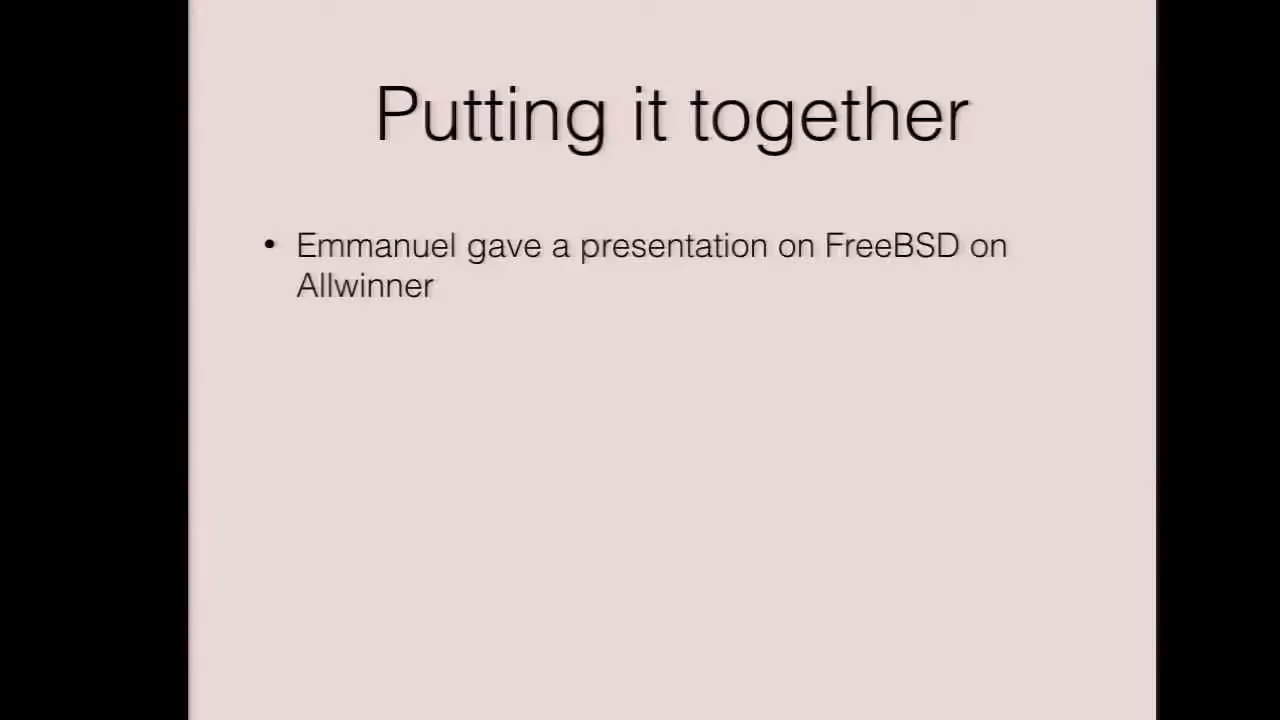 Putting it together
• Emmanuel gave a presentation on FreeBSD on
Allwinner